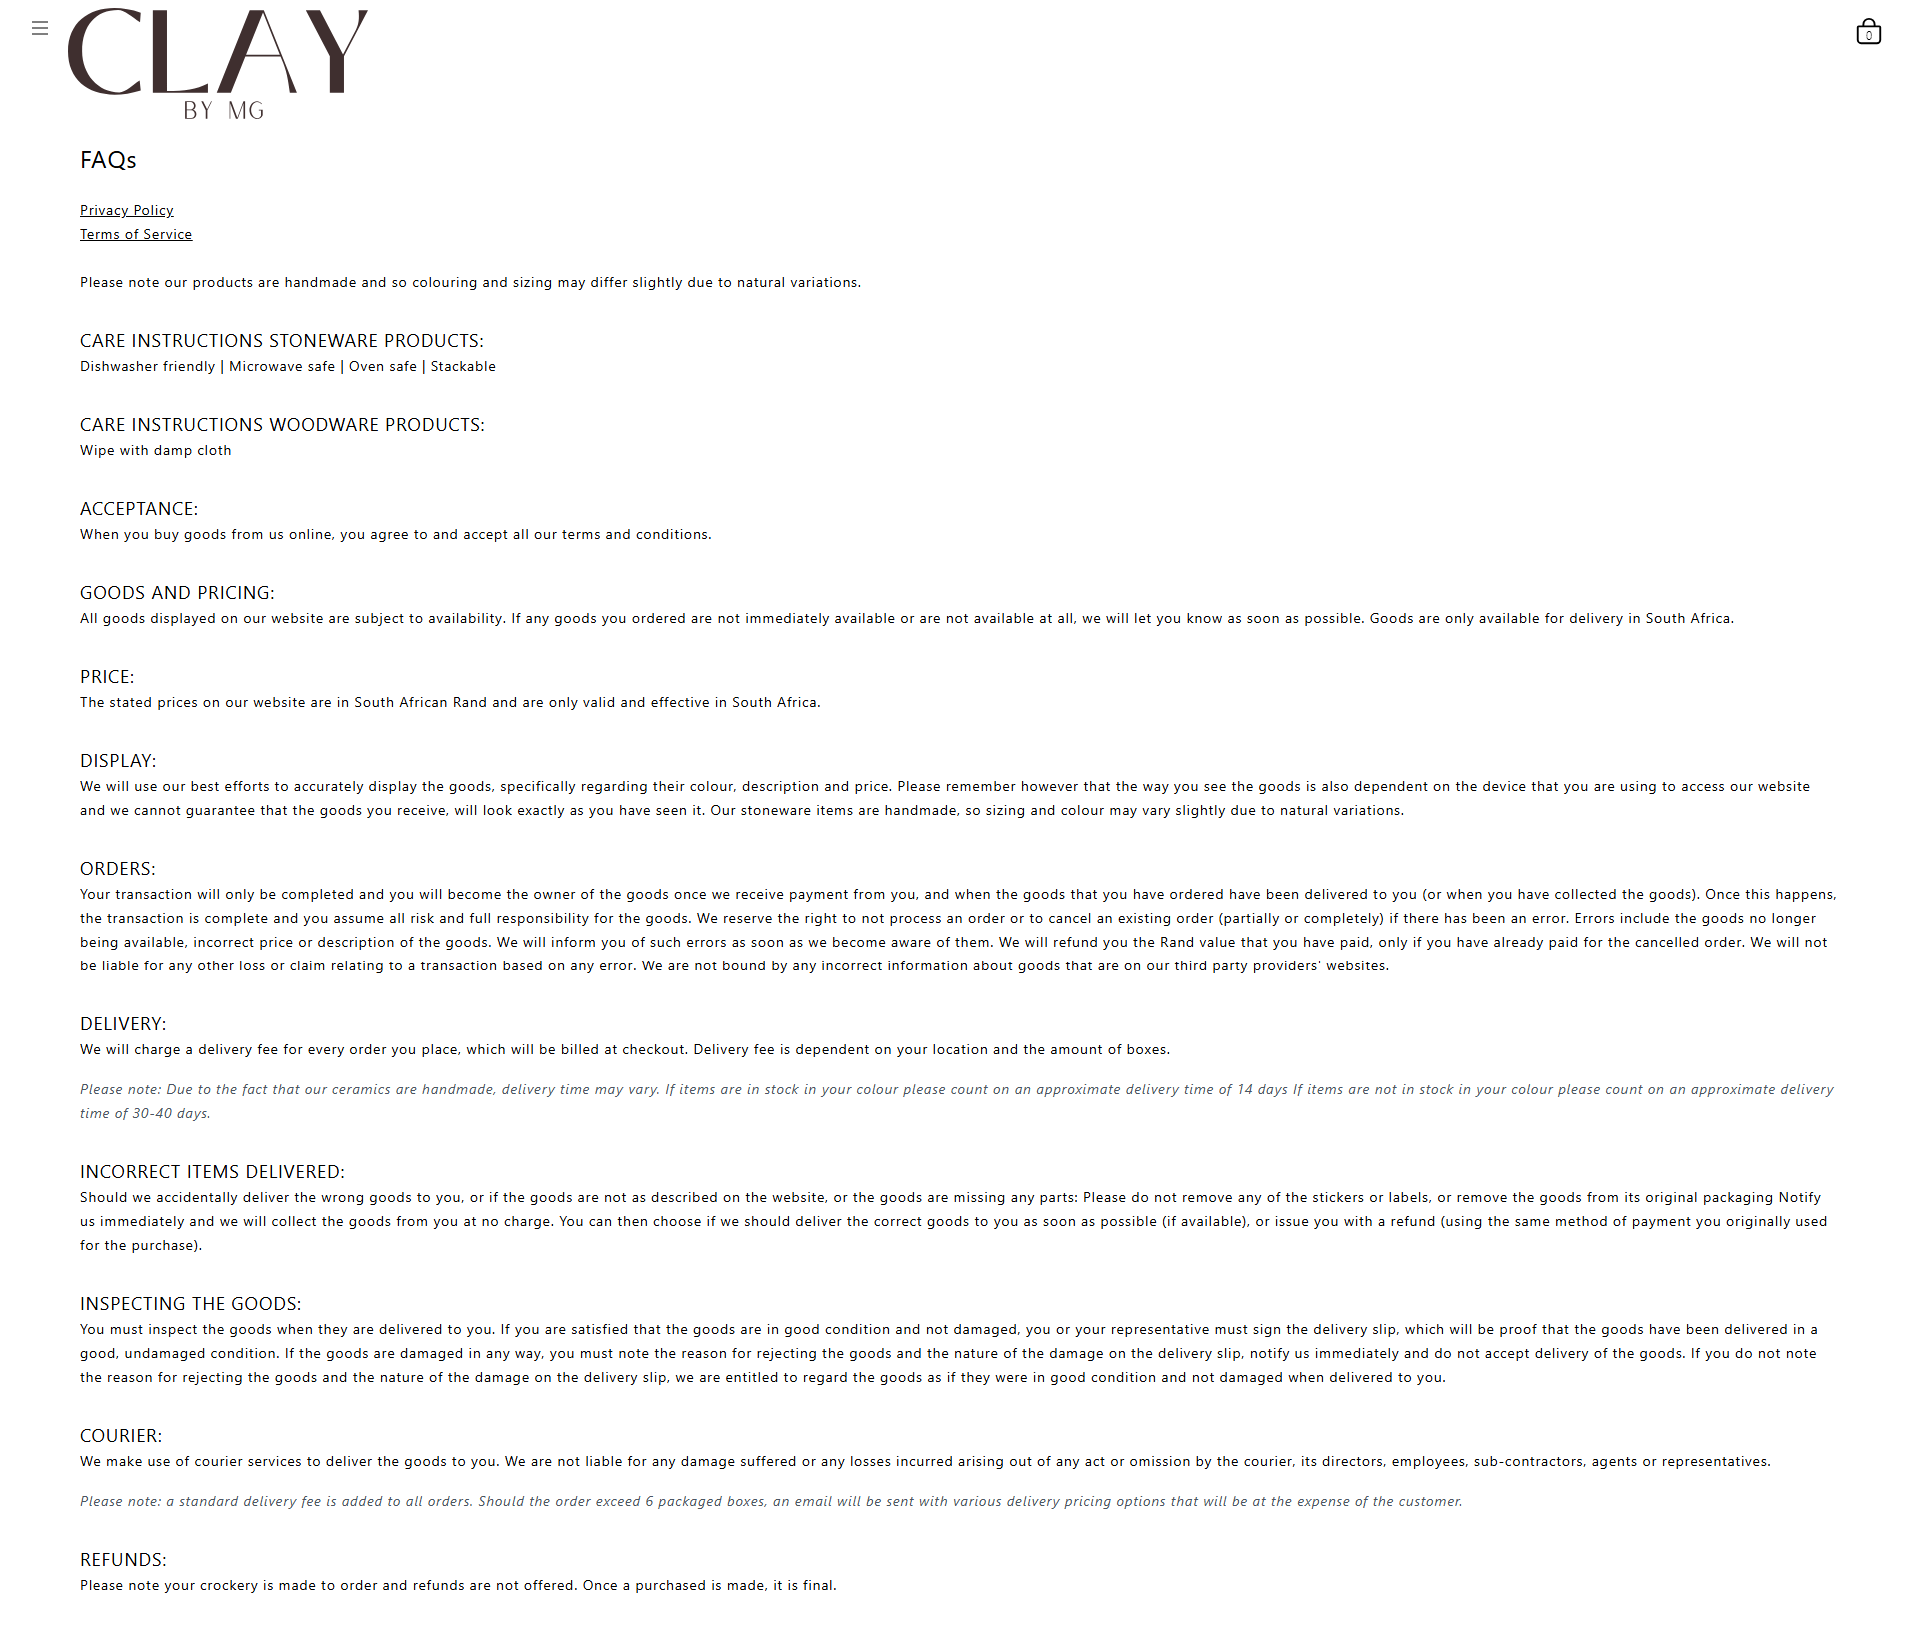 CLAY
BY MG
0
FAQs
Privacy Policy
Terms of Service
Please note our products are handmade and so colouring and sizing may differ slightly due to natural variations.
CARE INSTRUCTIONS STONEWARE PRODUCTS:
Dishwasher friendly | Microwave safe | Oven safe | Stackable
CARE INSTRUCTIONS WOODWARE PRODUCTS:
Wipe with damp cloth
ACCEPTANCE:
When you buy goods from us online, you agree to and accept all our terms and conditions.
GOODS AND PRICING:
All goods displayed on our website are subject to availability. If any goods you ordered are not immediately available or are not available at all, we will let you know as soon as possible. Goods are only available for delivery in South Africa.
PRICE:
The stated prices on our website are in South African Rand and are only valid and effective in South Africa.
DISPLAY:
We will use our best efforts to accurately display the goods, specifically regarding their colour, description and price. Please remember however that the way you see the goods is also dependent on the device that you are using to access our website
and we cannot guarantee that the goods you receive, will look exactly as you have seen it. Our stoneware items are handmade, so sizing and colour may vary slightly due to natural variations.
ORDERS:
Your transaction will only be completed and you will become the owner of the goods once we receive payment from you, and when the goods that you have ordered have been delivered to you (or when you have collected the goods). Once this happens,
the transaction is complete and you assume all risk and full responsibility for the goods. We reserve the right to not process an order or to cancel an existing order (partially or completely) if there has been an error. Errors include the goods no longer
being available, incorrect price or description of the goods. We will inform you of such errors as soon as we become aware of them. We will refund you the Rand value that you have paid, only if you have already paid for the cancelled order. We will not
be liable for any other loss or claim relating to a transaction based on any error. We are not bound by any incorrect information about goods that are on our third party providers' websites.
DELIVERY:
We will charge a delivery fee for every order you place, which will be billed at checkout. Delivery fee is dependent on your location and the amount of boxes.
Please note: Due to the fact that our ceramics are handmade, delivery time may vary. If items are in stock in your colour please count on an approximate delivery time of 14 days If items are not in stock in your colour please count on an approximate delivery
time of 30-40 days.
INCORRECT ITEMS DELIVERED:
Should we accidentally deliver the wrong goods to you, or if the goods are not as described on the website, or the goods are missing any parts: Please do not remove any of the stickers or labels, or remove the goods from its original packaging Notify
us immediately and we will collect the goods from you at no charge. You can then choose if we should deliver the correct goods to you as soon as possible (if available), or issue you with a refund (using the same method of payment you originally used
for the purchase).
INSPECTING THE GOODS:
You must inspect the goods when they are delivered to you. If you are satisfied that the goods are in good condition and not damaged, you or your representative must sign the delivery slip, which will be proof that the goods have been delivered in a
good, undamaged condition. If the goods are damaged in any way, you must note the reason for rejecting the goods and the nature of the damage on the delivery slip, notify us immediately and do not accept delivery of the goods. If you do not note
the reason for rejecting the goods and the nature of the damage on the delivery slip, we are entitled to regard the goods as if they were in good condition and not damaged when delivered to you.
COURIER:
We make use of courier services to deliver the goods to you. We are not liable for any damage suffered or any losses incurred arising out of any act or omission by the courier, its directors, employees, sub-contractors, agents or representatives.
Please note: a standard delivery fee is added to all orders. Should the order exceed 6 packaged boxes, an email will be sent with various delivery pricing options that will be at the expense of the customer.
REFUNDS:
Please note your crockery is made to order and refunds are not offered. Once a purchased is made, it is final.